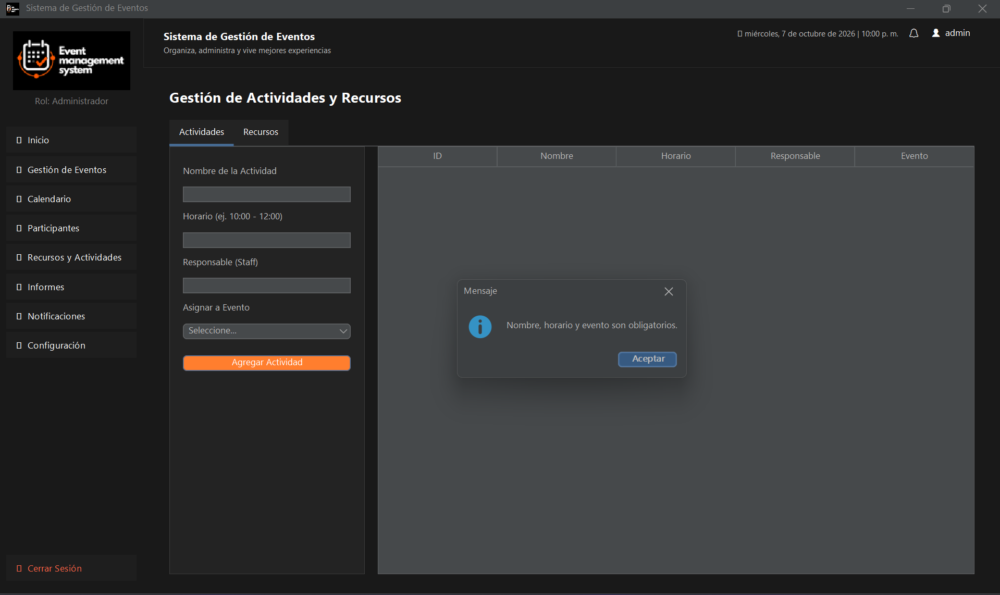 Sistema de Gestión de Eventos
Event
management
system
Rol: Administrador
Inicio
Gestión de Eventos
Calendario
Participantes
Recursos y Actividades
Informes
Notificaciones
Configuración
Cerrar Sesión
Sistema de Gestión de Eventos
Organiza, administra y vive mejores experiencias
miércoles, 7 de octubre de 2026 | 10:00 p. m.
admin
Gestión de Actividades y Recursos
Actividades Recursos
Nombre de la Actividad
Horario (ej. 10:00 - 12:00)
Responsable (Staff)
Asignar a Evento
Seleccione...
Agregar Actividad
ID Nombre Horario Responsable Evento
Mensaje
Nombre, horario y evento son obligatorios.
Aceptar